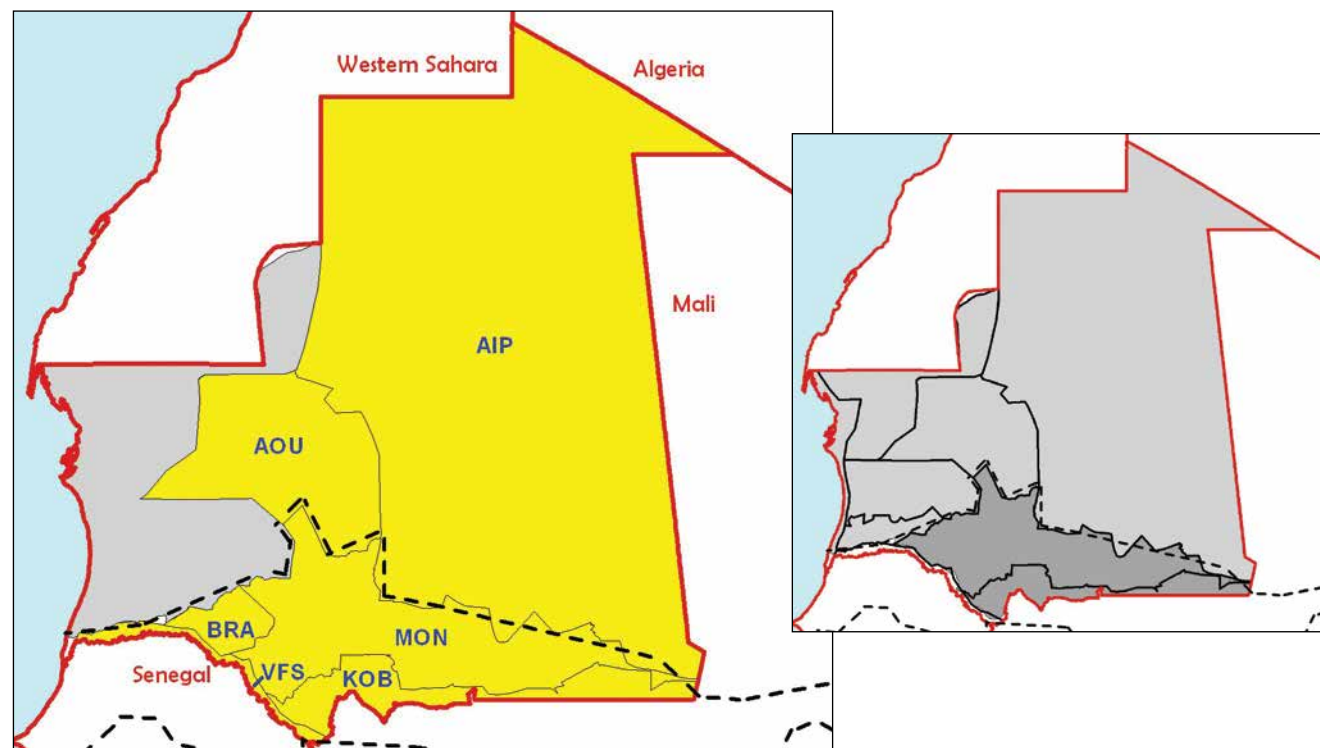 Western Sahara
Algeria
Mali
AIP
AOU
BRA
MON
VFS
KOB
Senegal